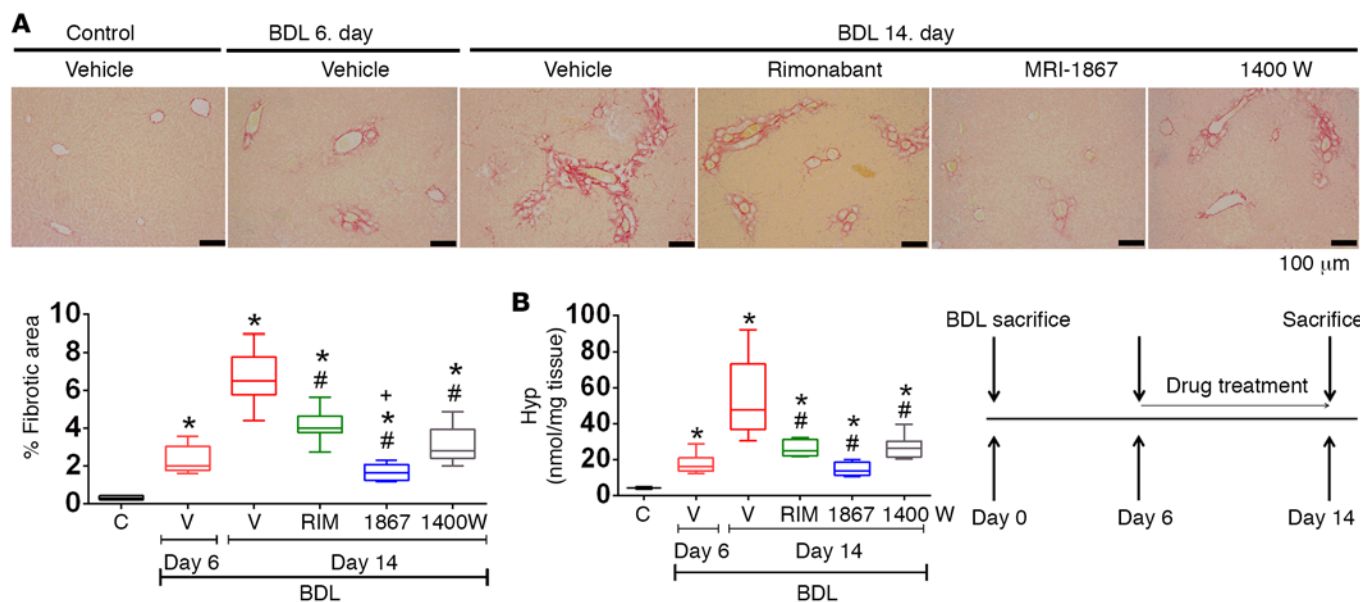 A
Control
BDL 6. day
BDL 14. day
Vehicle
Vehicle
Vehicle
Rimonabant
MRI-1867
1400 W
100 μm
% Fibrotic area
10
8
6
4
2
0
*
*
*
#
+
*
#
*
#
C
V
V
RIM
1867
1400W
Day 6
Day 14
BDL
B
Hyp
(nmol/mg tissue)
100
80
60
40
20
0
*
*
*
#
*
#
*
#
C
V
V
RIM
1867
1400 W
Day 6
Day 14
BDL
BDL sacrifice
Sacrifice
Drug treatment
Day 0
Day 6
Day 14